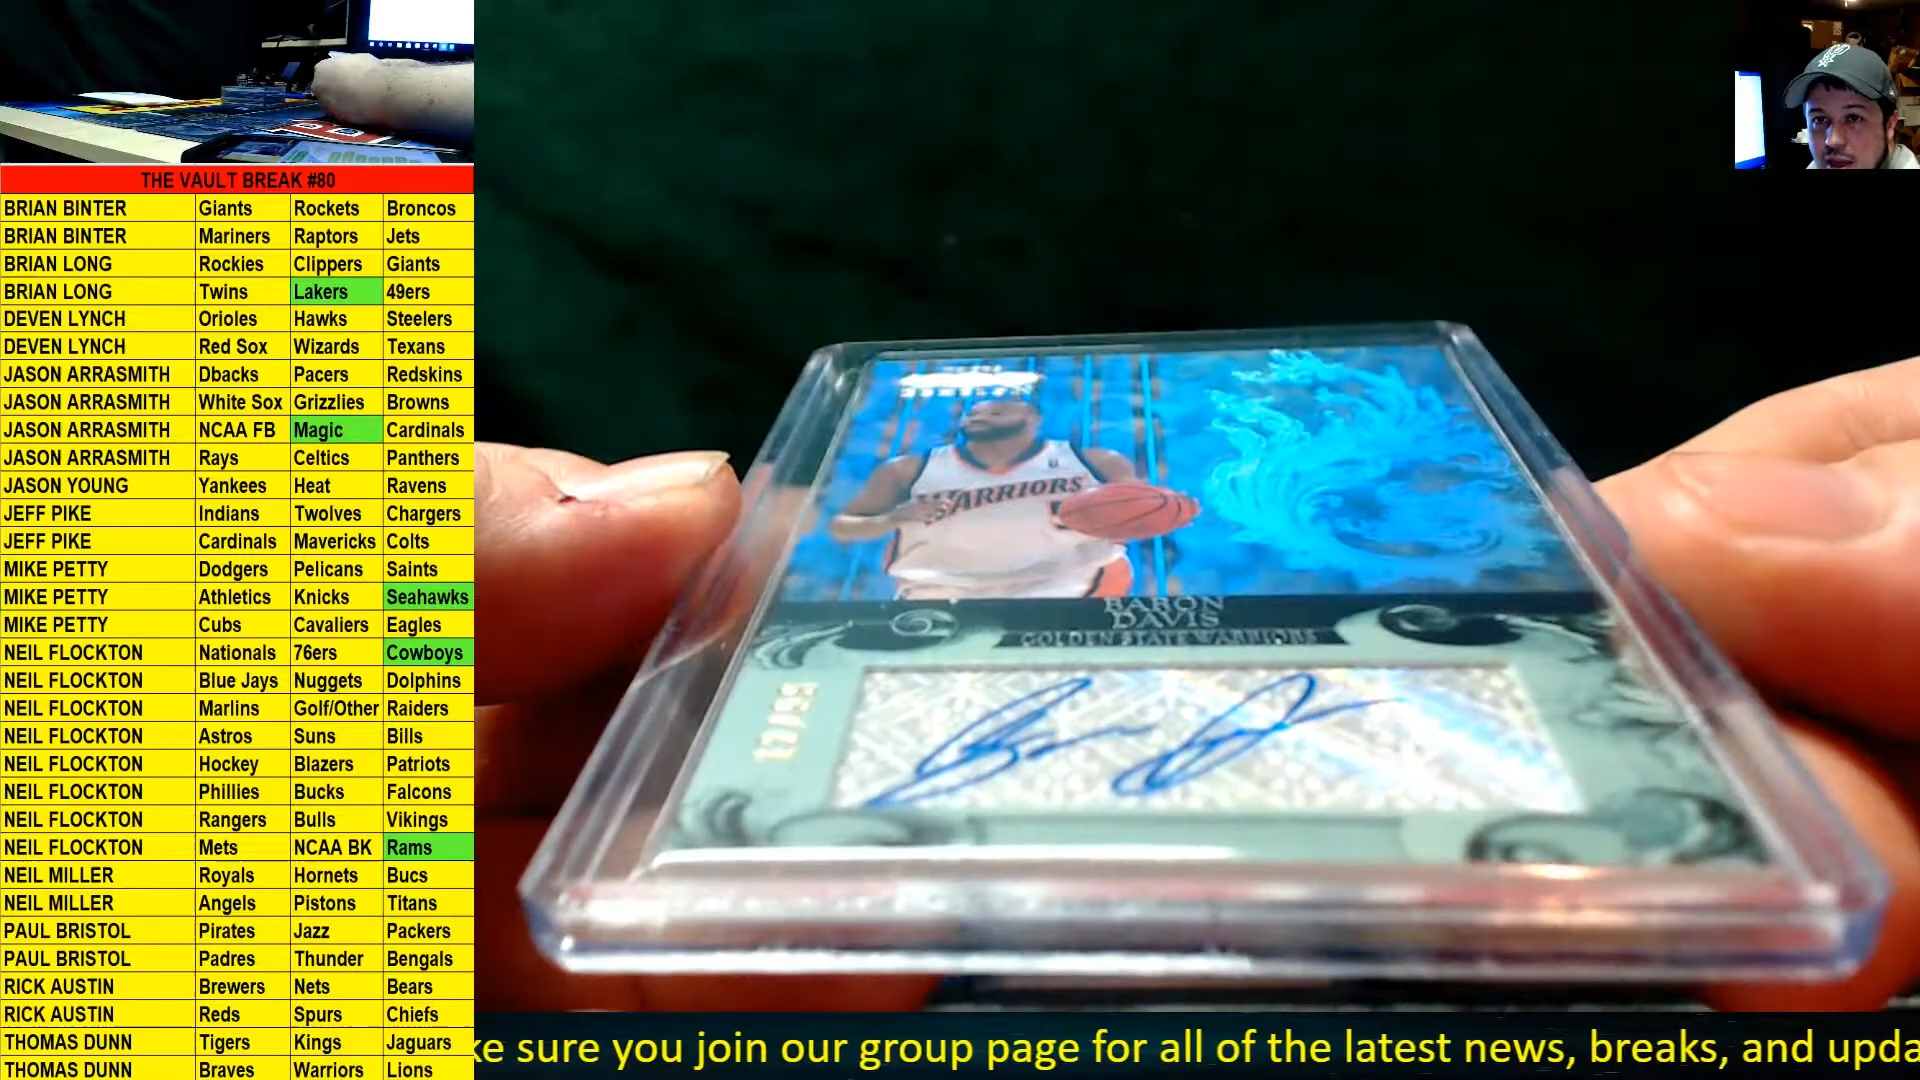 THE VAULT BREAK #80
BRIAN BINTER Giants Rockets Broncos
BRIAN BINTER Mariners Raptors Jets
BRIAN LONG Rockies Clippers Giants
BRIAN LONG Twins Lakers 49ers
DEVEN LYNCH Orioles Hawks Steelers
DEVEN LYNCH Red Sox Wizards Texans
JASON ARRASMITH Dbacks Pacers Redskins
JASON ARRASMITH White Sox Grizzlies Browns
JASON ARRASMITH NCAA FB Magic Cardinals
JASON ARRASMITH Rays Celtics Panthers
JASON YOUNG Yankees Heat Ravens
JEFF PIKE Indians Twolves Chargers
JEFF PIKE Cardinals Mavericks Colts
MIKE PETTY Dodgers Pelicans Saints
MIKE PETTY Athletics Knicks Seahawks
MIKE PETTY Cubs Cavaliers Eagles
NEIL FLOCKTON Nationals 76ers Cowboys
NEIL FLOCKTON Blue Jays Nuggets Dolphins
NEIL FLOCKTON Marlins Golf/Other Raiders
NEIL FLOCKTON Astros Suns Bills
NEIL FLOCKTON Hockey Blazers Patriots
NEIL FLOCKTON Phillies Bucks Falcons
NEIL FLOCKTON Rangers Bulls Vikings
NEIL FLOCKTON Mets NCAA BK Rams
NEIL MILLER Royals Hornets Bucs
NEIL MILLER Angels Pistons Titans
PAUL BRISTOL Pirates Jazz Packers
PAUL BRISTOL Padres Thunder Bengals
RICK AUSTIN Brewers Nets Bears
RICK AUSTIN Reds Spurs Chiefs
THOMAS DUNN Tigers Kings Jaguars
THOMAS DUNN Braves Warriors Lions
WARRIORS
BARON
DAVIS
GOLDEN STATE WARRIORS
ke sure you join our group page for all of the latest news, breaks, and upda